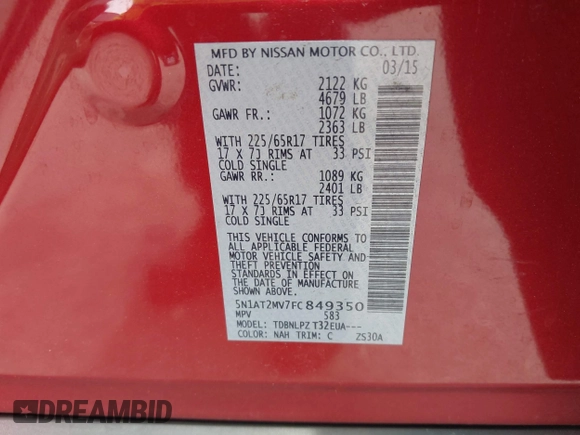 MFD BY NISSAN MOTOR CO., LTD.
DATE: 03/15
GVWR: 2122 KG
4679 LB
GAWR FR.: 1072 KG
2363 LB
WITH 225/65R17 TIRES
17 X 7J RIMS AT 33 PSI
COLD SINGLE
GAWR RR.: 1089 KG
2401 LB
WITH 225/65R17 TIRES
17 X 7J RIMS AT 33 PSI
COLD SINGLE
THIS VEHICLE CONFORMS TO
ALL APPLICABLE FEDERAL
MOTOR VEHICLE SAFETY AND
THEFT PREVENTION
STANDARDS IN EFFECT ON
THE DATE OF MANUFACTURE
SHOWN ABOVE.
5N1AT2MV7FC849350
MPV 583
MODEL: TDBNLPZ T32EUA---
COLOR: NAH TRIM: C ZS30A
DREAMBID